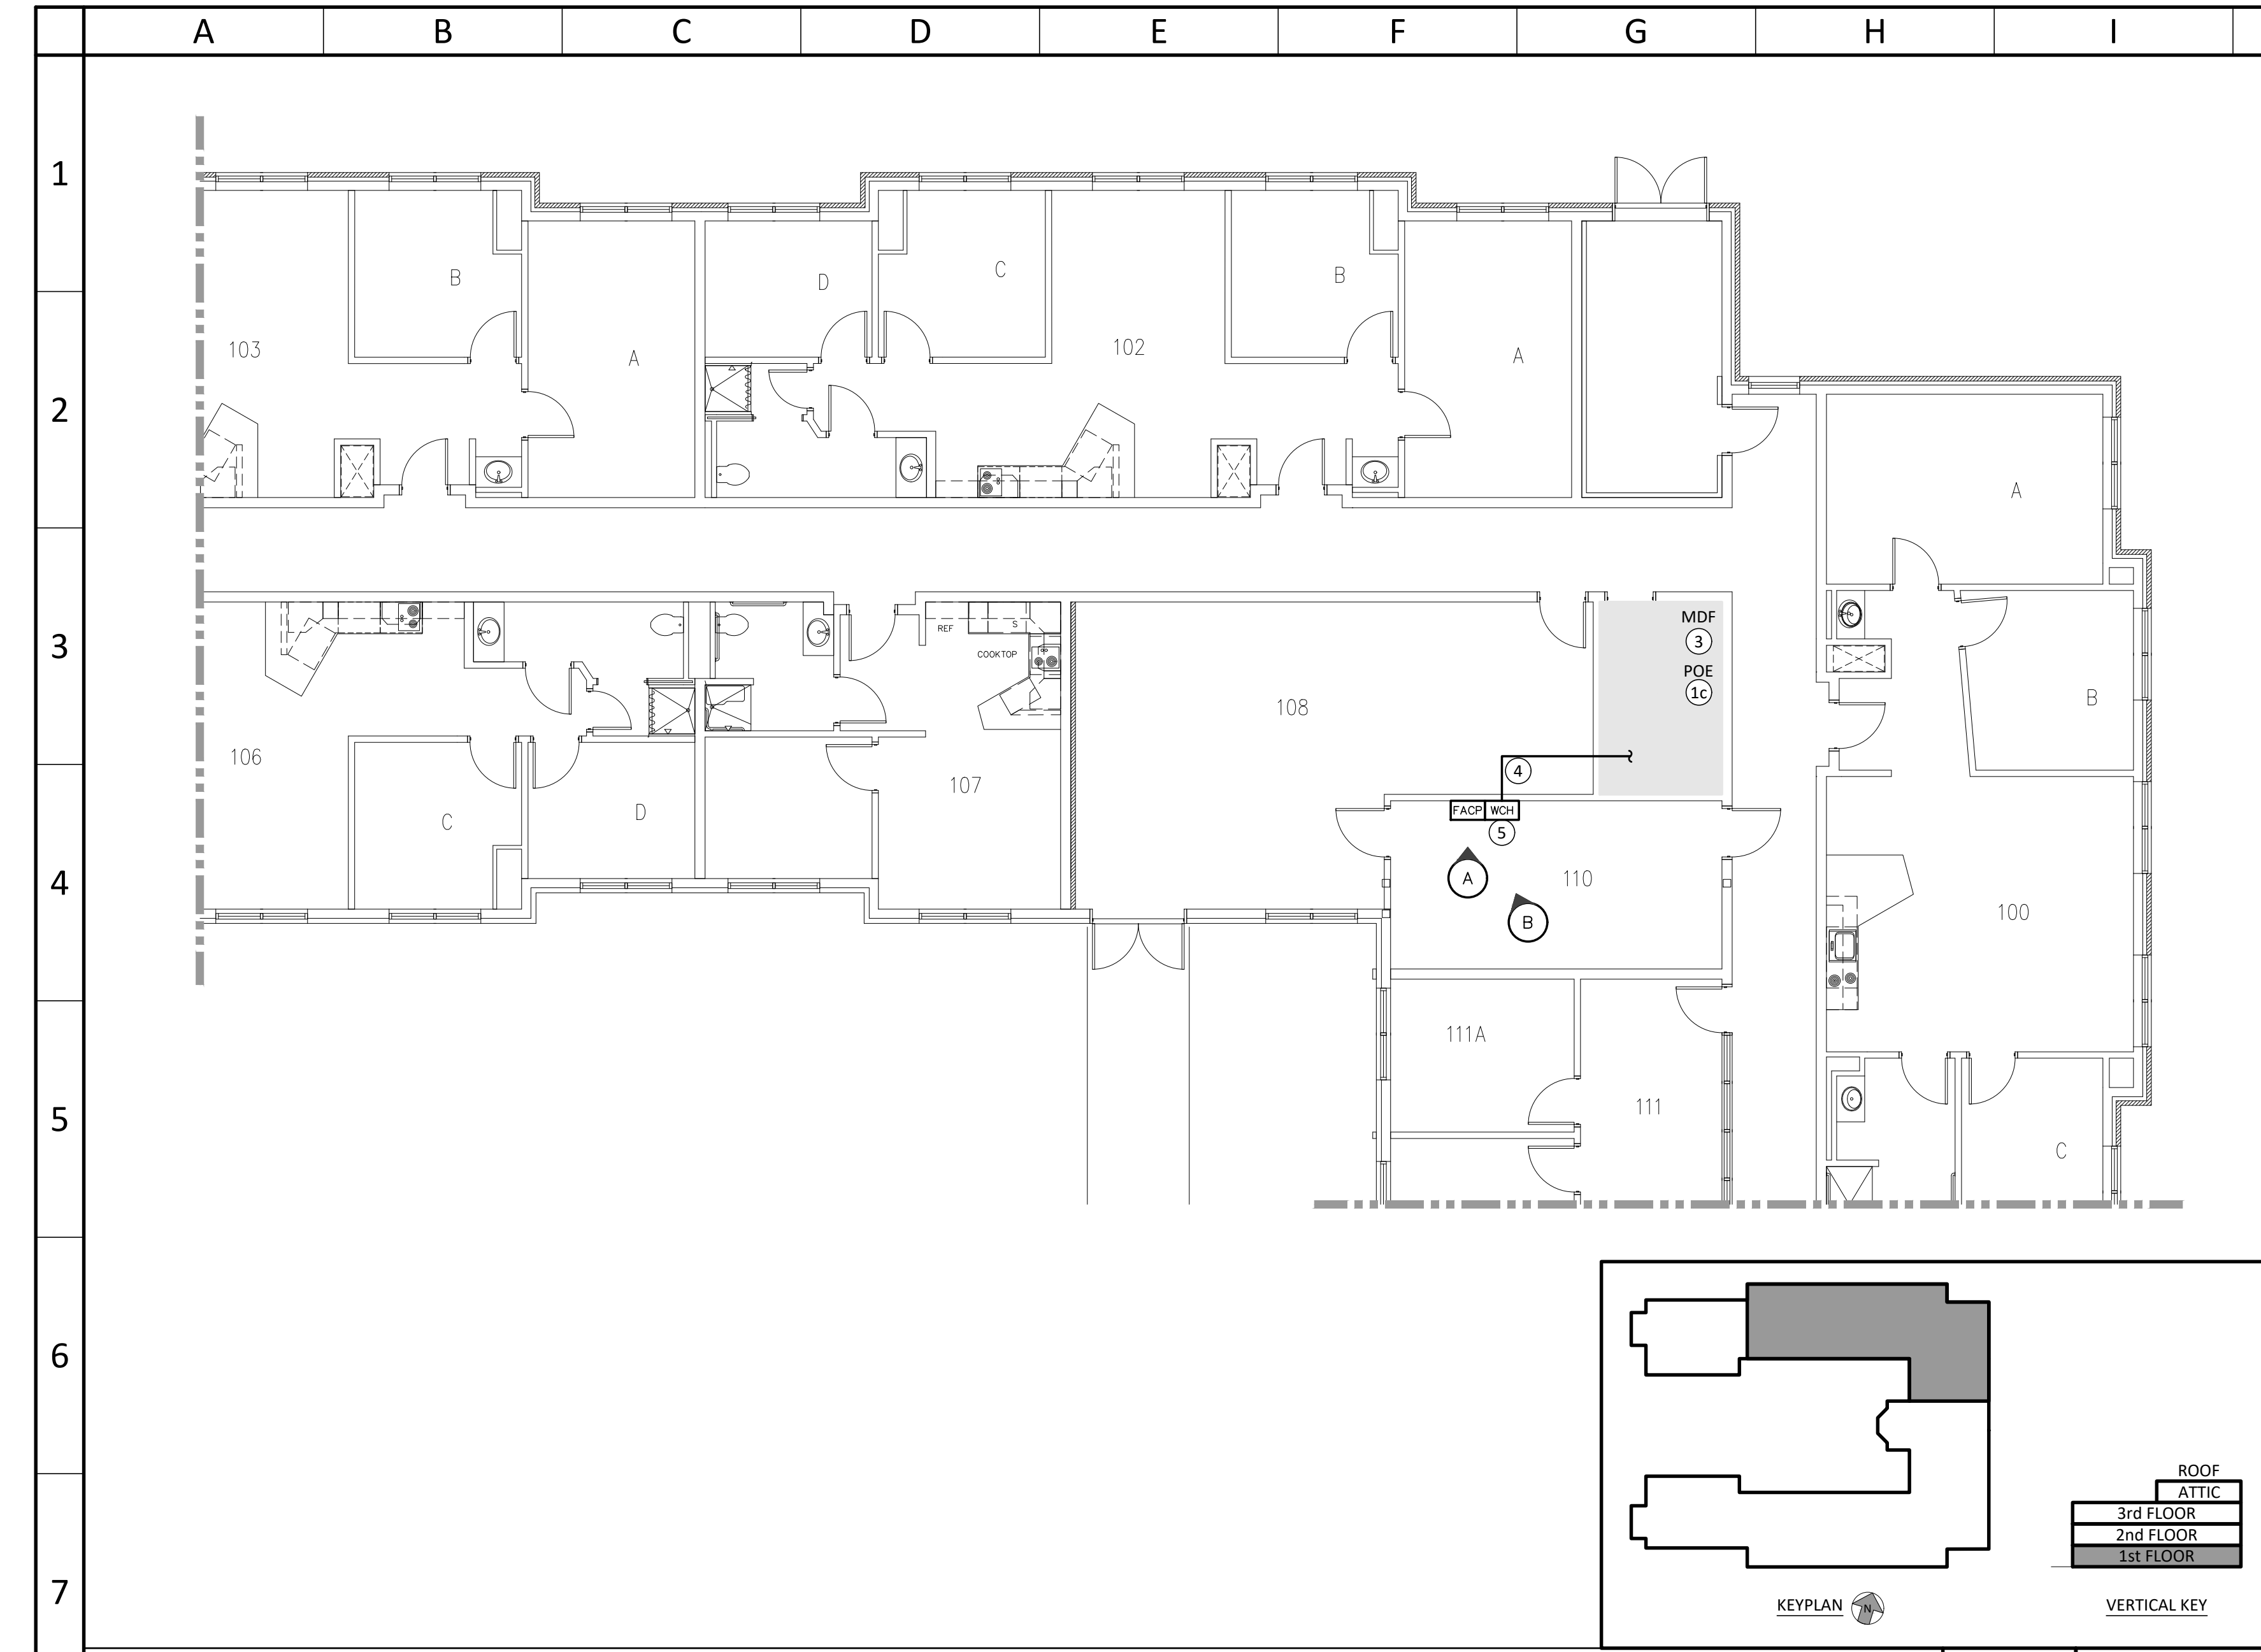 A B C D E F G H I
1
B
D
C
B
103
A
102
A
2
A
3
REF
S
COOKTOP
MDF
3
POE
1c
B
108
106
4
107
C
D
FACP WCH
5
4
A
110
B
100
111A
5
111
C
6
ROOF
ATTIC
3rd FLOOR
2nd FLOOR
1st FLOOR
7
KEYPLAN N
VERTICAL KEY